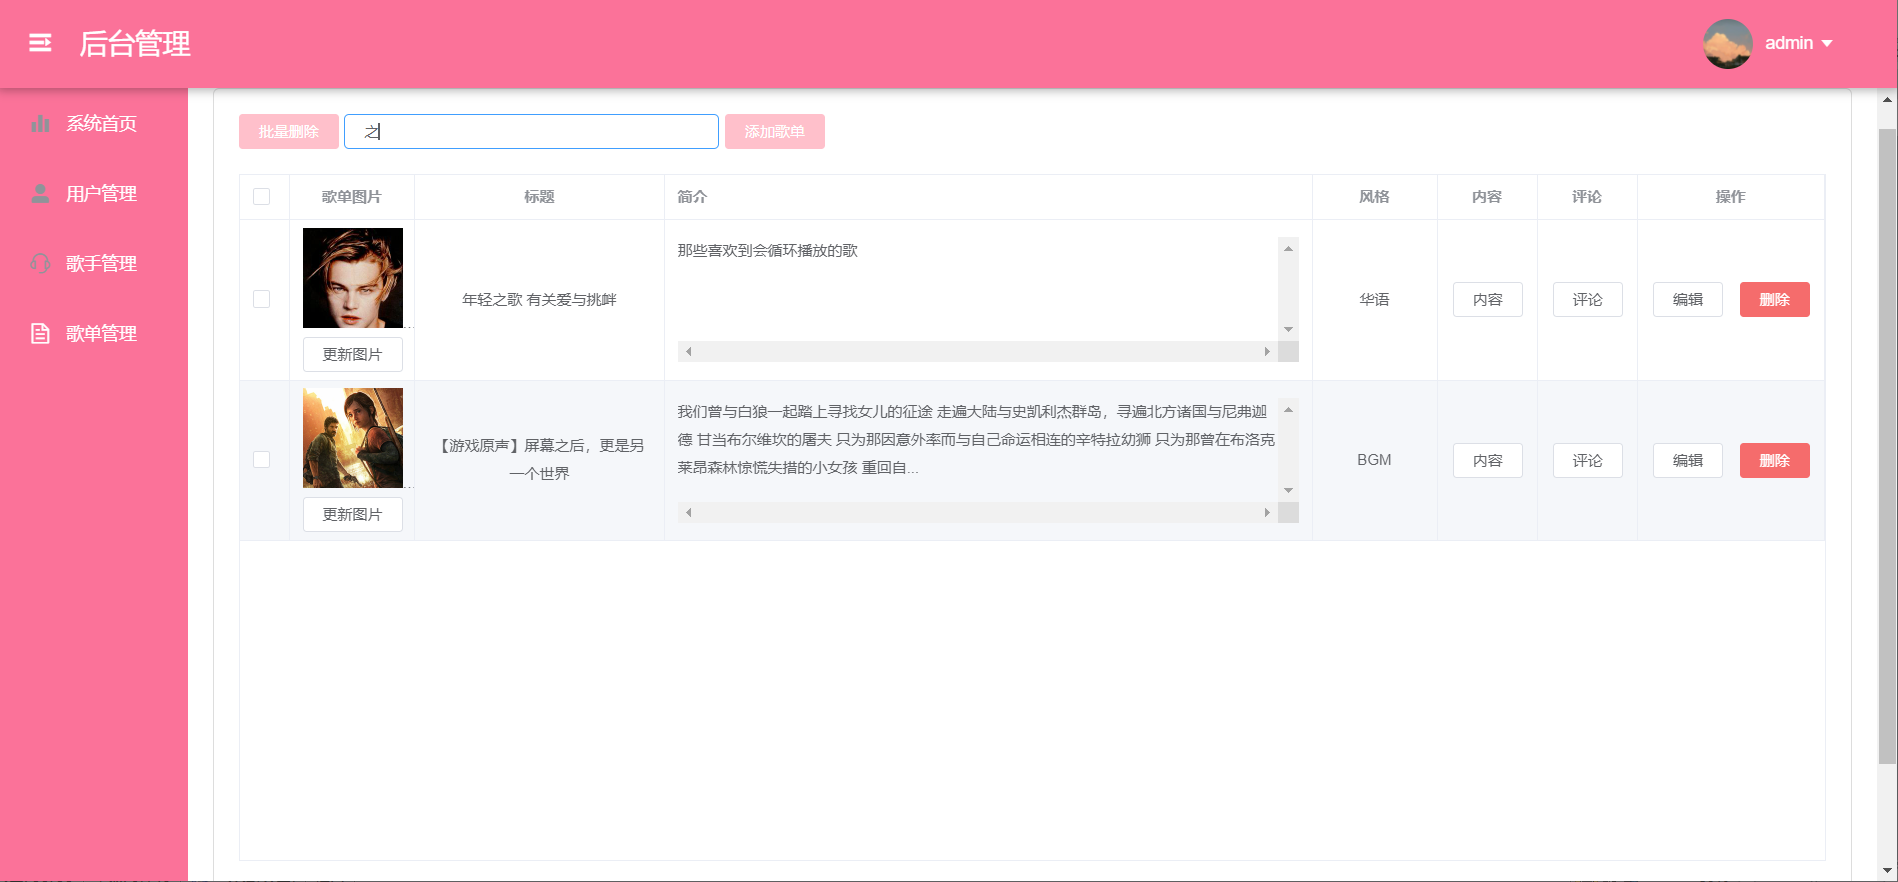 后台管理
admin
系统首页
用户管理
歌手管理
歌单管理
批量删除
之
添加歌单
歌单图片 标题 简介 风格 内容 评论 操作
更新图片
年轻之歌 有关爱与挑衅
那些喜欢到会循环播放的歌
华语
内容
评论
编辑
删除
更新图片
【游戏原声】屏幕之后，更是另
一个世界
我们曾与白狼一起踏上寻找女儿的征途 走遍大陆与史凯利杰群岛，寻遍北方诸国与尼弗迦
德 甘当布尔维坎的屠夫 只为那因意外率而与自己命运相连的辛特拉幼狮 只为那曾在布洛克
莱昂森林惊慌失措的小女孩 重回自...
BGM
内容
评论
编辑
删除